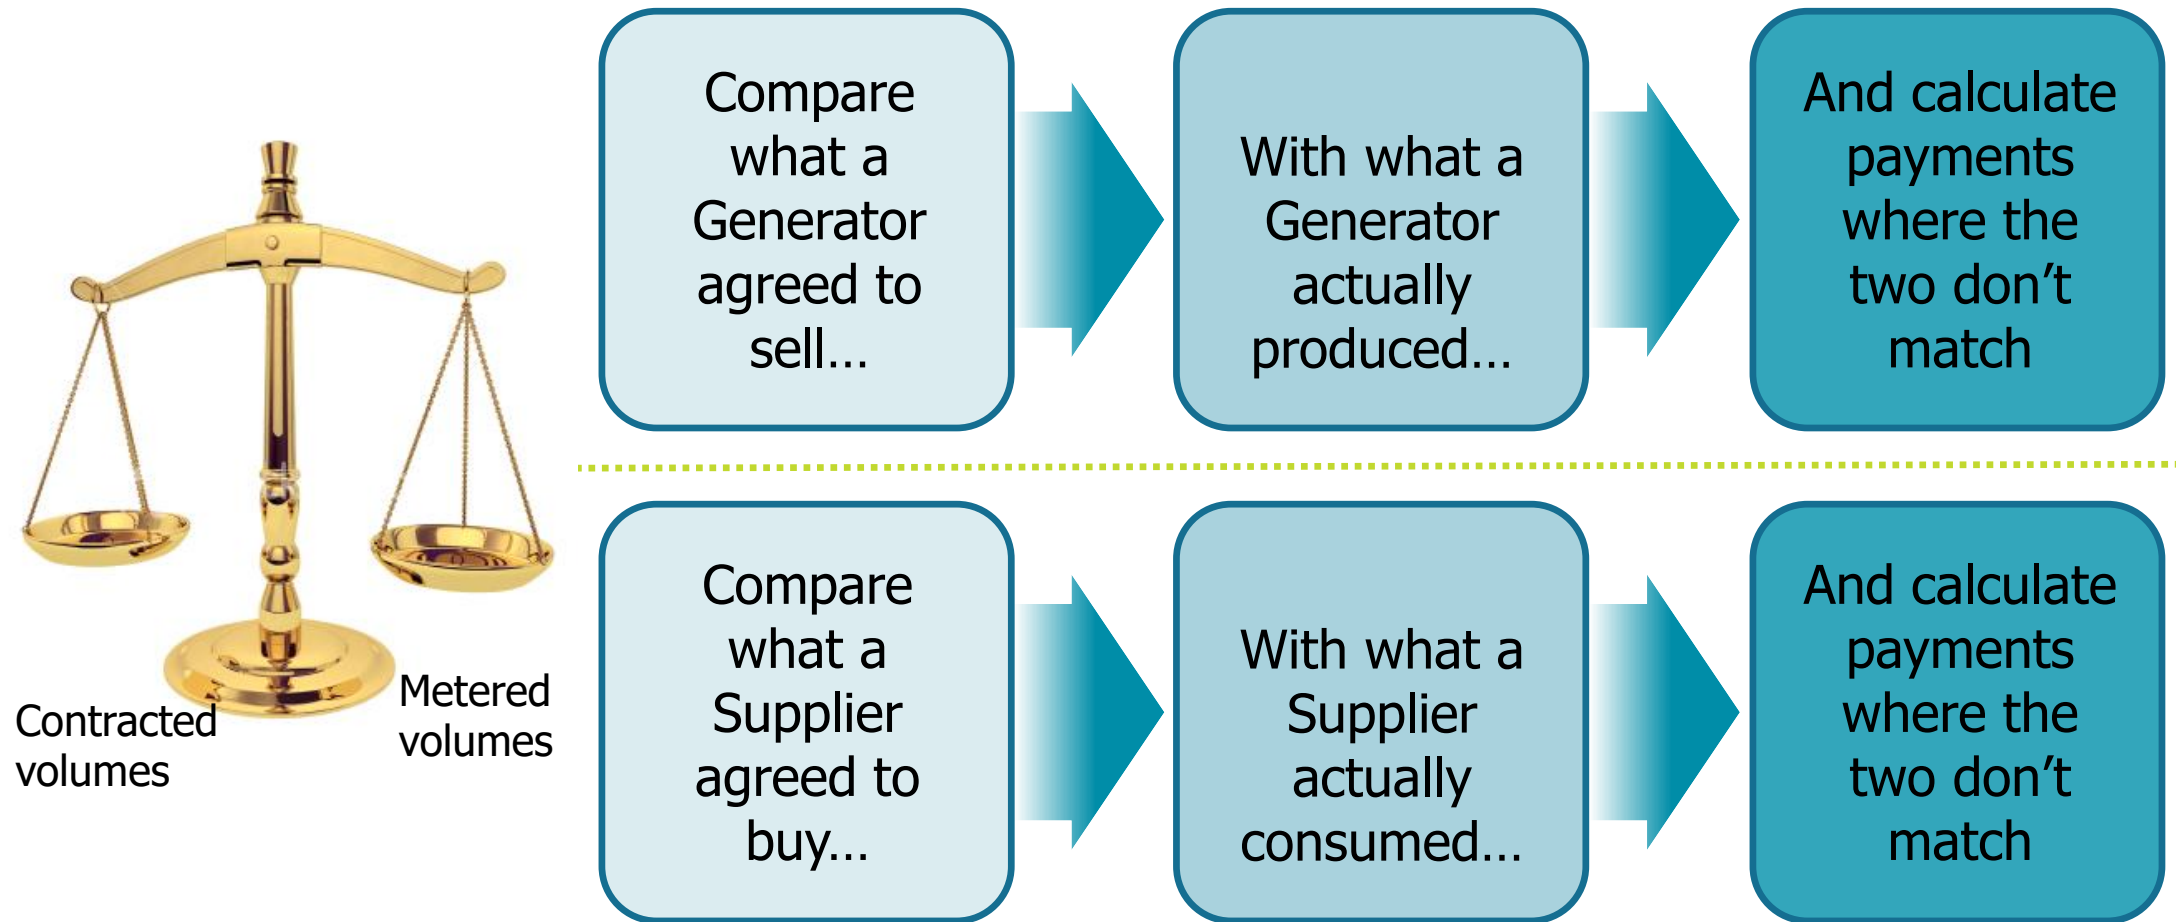 Compare
what a
Generator
agreed to
sell…
With what a
Generator
actually
produced…
And calculate
payments
where the
two don’t
match
Contracted
volumes
Metered
volumes
Compare
what a
Supplier
agreed to
buy…
With what a
Supplier
actually
consumed…
And calculate
payments
where the
two don’t
match